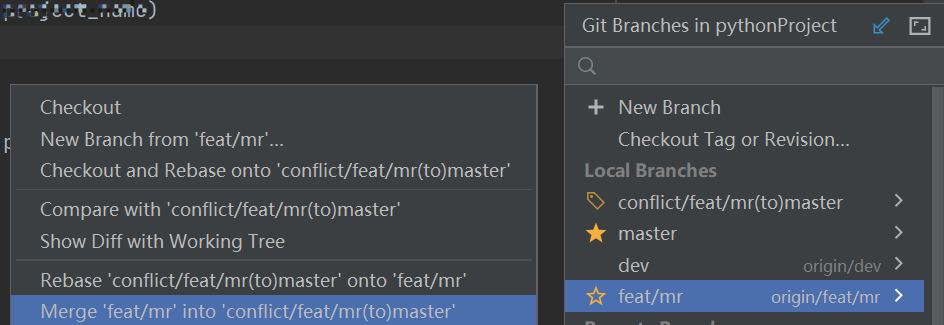 project_name)
Git Branches in pythonProject
New Branch
Checkout Tag or Revision...
Local Branches
conflict/feat/mr(to)master
master
dev origin/dev
feat/mr origin/feat/mr
Checkout
New Branch from 'feat/mr'...
Checkout and Rebase onto 'conflict/feat/mr(to)master'
Compare with 'conflict/feat/mr(to)master'
Show Diff with Working Tree
Rebase 'conflict/feat/mr(to)master' onto 'feat/mr'
Merge 'feat/mr' into 'conflict/feat/mr(to)master'